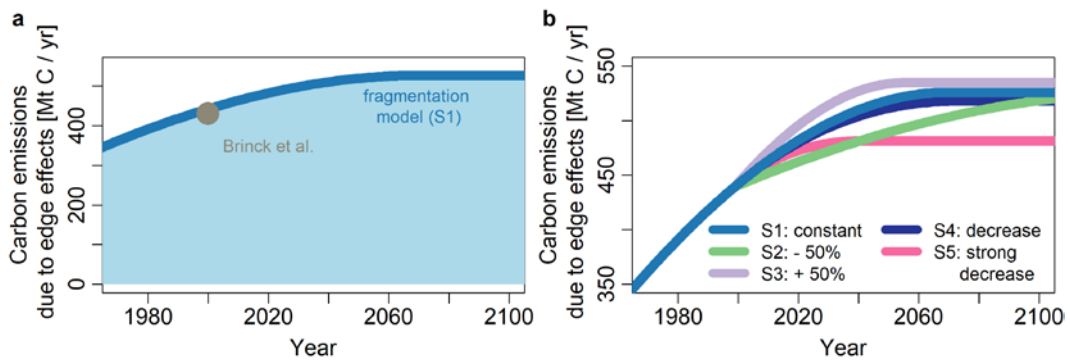 a
Carbon emissions
due to edge effects [Mt C / yr]
0
200
400
fragmentation
model (S1)
Brinck et al.
1980
2020
2060
2100
Year
b
Carbon emissions
due to edge effects [Mt C / yr]
350
450
550
S1: constant
S2: - 50%
S3: + 50%
S4: decrease
S5: strong
decrease
1980
2020
2060
2100
Year